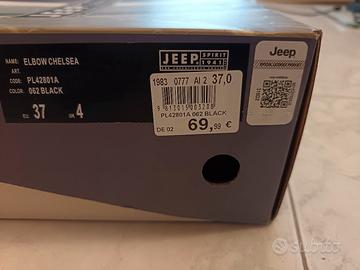 NAME: ELBOW CHELSEA
ART.
CODE: PL42801A
COLOR: 062 BLACK
EU: 37 UK: 4
JEEP SPIRIT
1941
1983 0777 AI 2 37,0
PL42801A 062 BLACK
DE 02 69,99 €
Jeep
subito